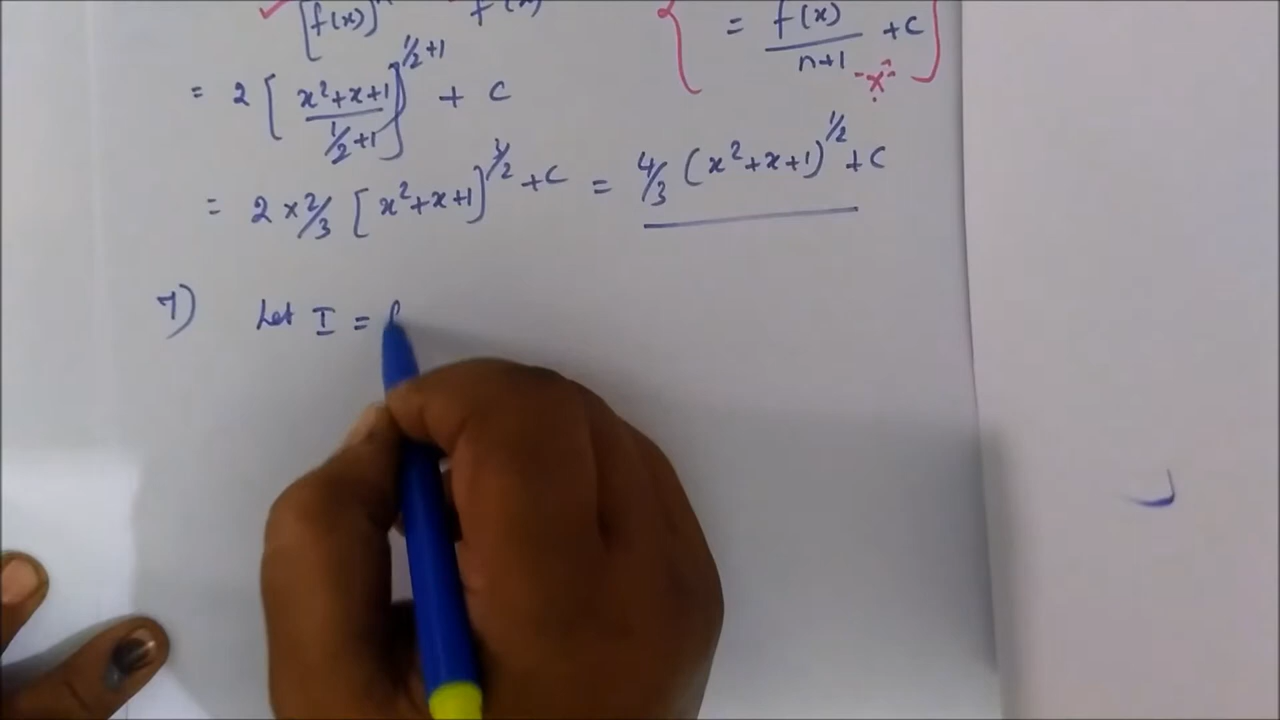 [f(x)]ⁿ f'(x) = f(x)/n+1 + C
= 2 [x²+x+1 / ½+1]^(½+1) + C
= 2 × 2/3 [x²+x+1]^(3/2) + C = 4/3 (x²+x+1)^(1/2) + C
7) Let I =